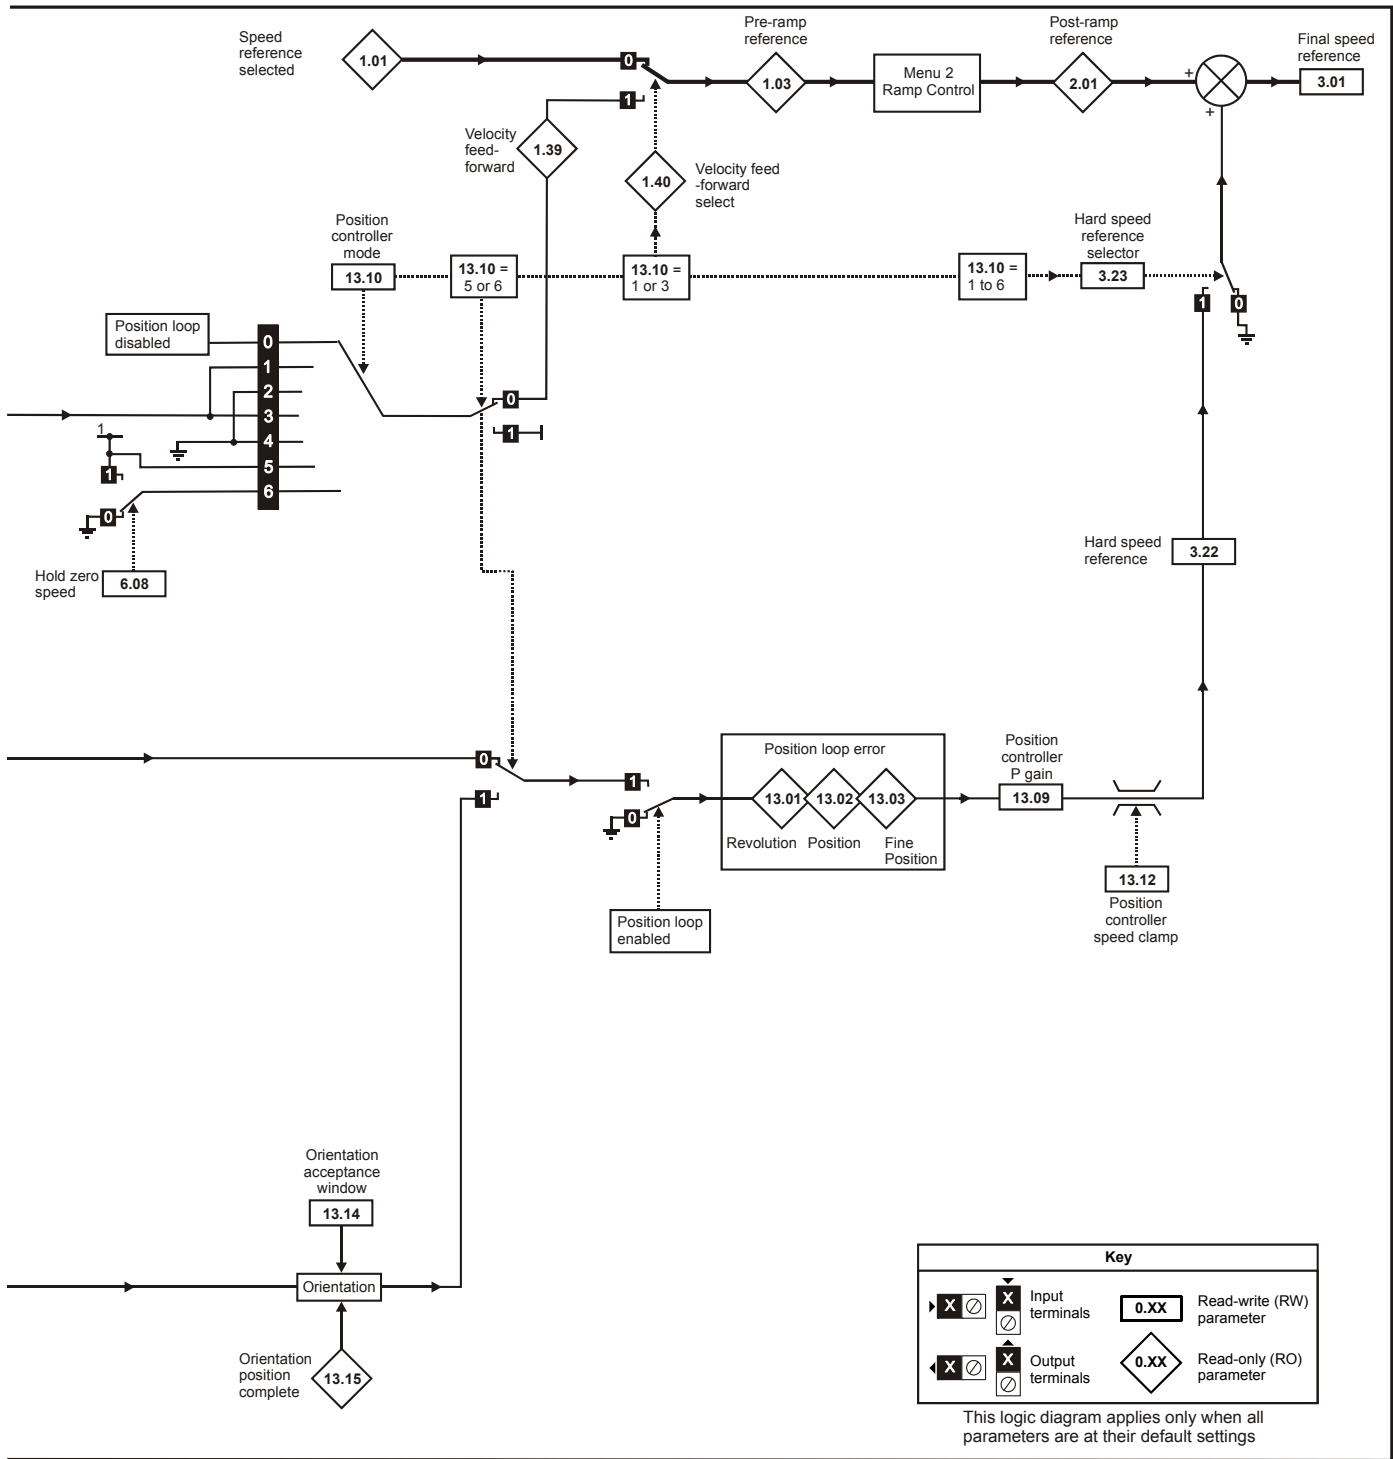 Speed
reference
selected
1.01
0
1
Pre-ramp
reference
1.03
Menu 2
Ramp Control
Post-ramp
reference
2.01
+
+
Final speed
reference
3.01
Velocity
feed-
forward
1.39
1.40
Velocity feed
-forward
select
Position
controller
mode
13.10
13.10 =
5 or 6
13.10 =
1 or 3
13.10 =
1 to 6
Hard speed
reference
selector
3.23
1
0
Position loop
disabled
0
1
2
3
4
5
6
0
1
1
1
0
Hold zero
speed
6.08
Hard speed
reference
3.22
0
1
1
0
Position loop
enabled
Position loop error
13.01
13.02
13.03
Revolution
Position
Fine
Position
Position
controller
P gain
13.09
13.12
Position
controller
speed clamp
Orientation
acceptance
window
13.14
Orientation
Orientation
position
complete
13.15
Key
X
X
Input
terminals
0.XX
Read-write (RW)
parameter
X
X
Output
terminals
0.XX
Read-only (RO)
parameter
This logic diagram applies only when all
parameters are at their default settings